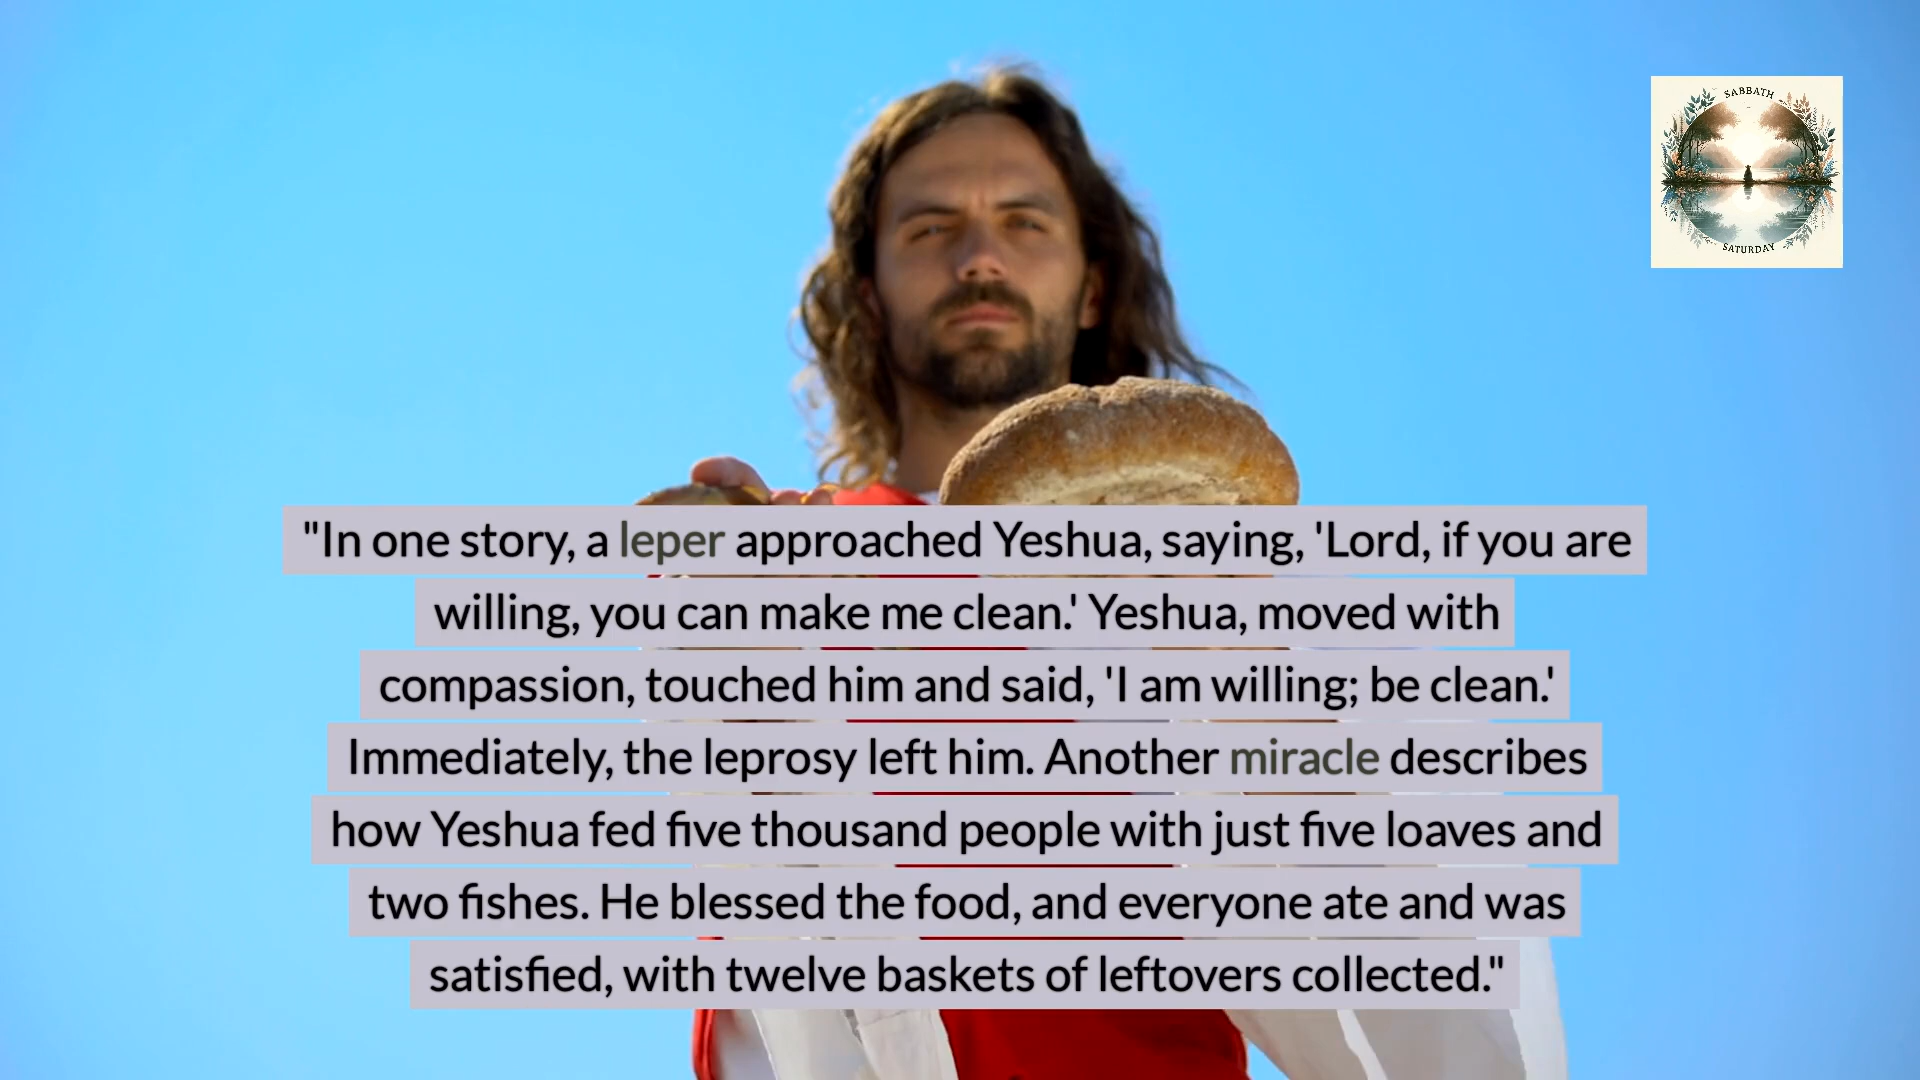 SABBATH
SATURDAY
"In one story, a leper approached Yeshua, saying, 'Lord, if you are
willing, you can make me clean.' Yeshua, moved with
compassion, touched him and said, 'I am willing; be clean.'
Immediately, the leprosy left him. Another miracle describes
how Yeshua fed five thousand people with just five loaves and
two fishes. He blessed the food, and everyone ate and was
satisfied, with twelve baskets of leftovers collected."